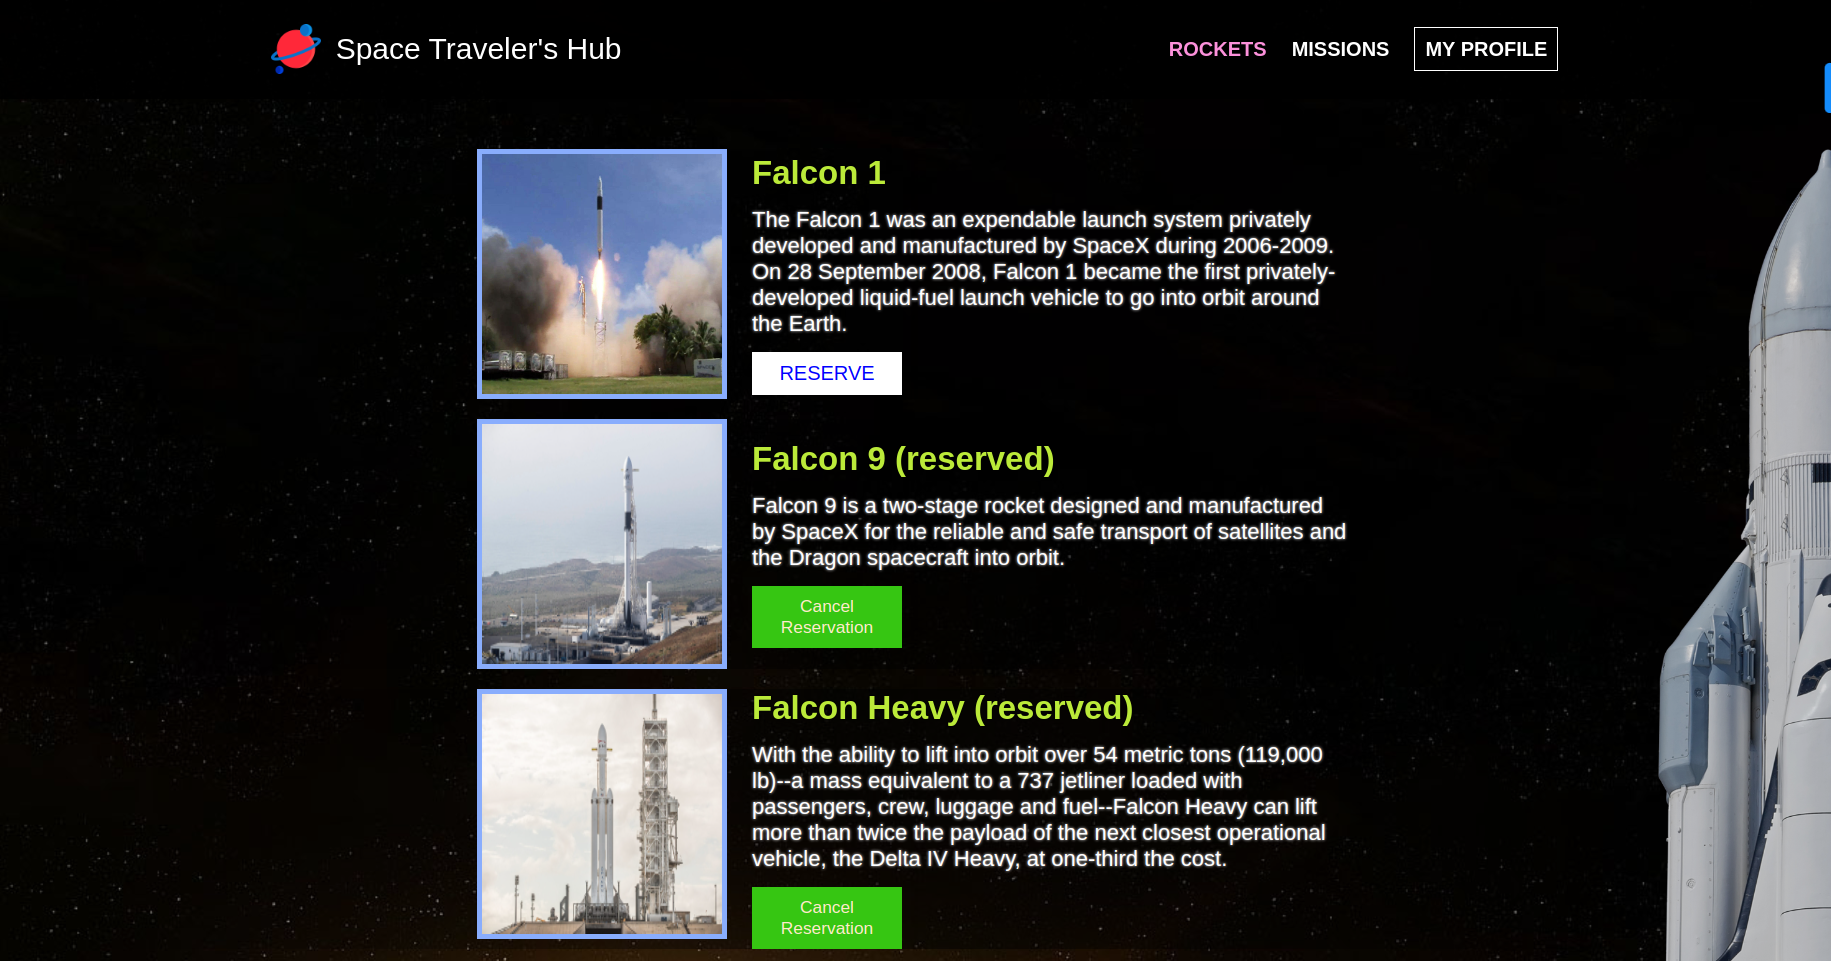 Space Traveler's Hub
ROCKETS MISSIONS MY PROFILE
Falcon 1
The Falcon 1 was an expendable launch system privately
developed and manufactured by SpaceX during 2006-2009.
On 28 September 2008, Falcon 1 became the first privately-
developed liquid-fuel launch vehicle to go into orbit around
the Earth.
RESERVE
Falcon 9 (reserved)
Falcon 9 is a two-stage rocket designed and manufactured
by SpaceX for the reliable and safe transport of satellites and
the Dragon spacecraft into orbit.
Cancel
Reservation
Falcon Heavy (reserved)
With the ability to lift into orbit over 54 metric tons (119,000
lb)--a mass equivalent to a 737 jetliner loaded with
passengers, crew, luggage and fuel--Falcon Heavy can lift
more than twice the payload of the next closest operational
vehicle, the Delta IV Heavy, at one-third the cost.
Cancel
Reservation